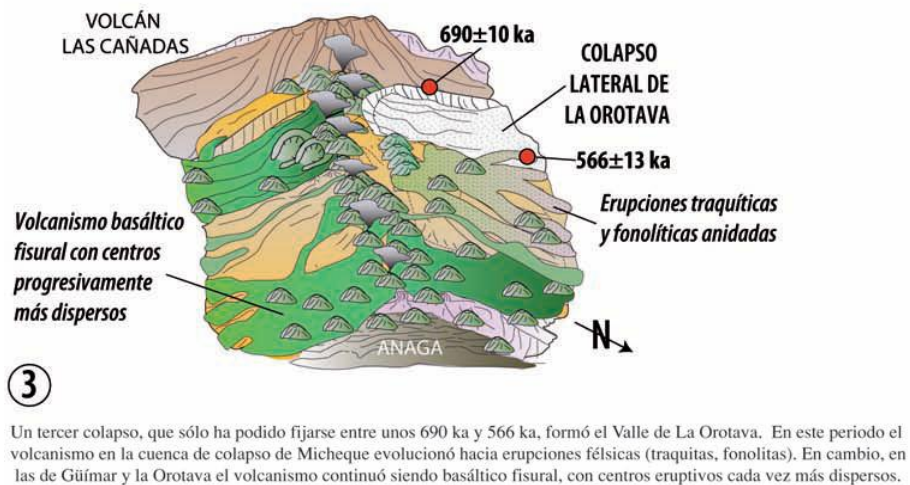 VOLCÁN
LAS CAÑADAS
690±10 ka
COLAPSO
LATERAL DE
LA OROTAVA
566±13 ka
Erupciones traquíticas
y fonolíticas anidadas
Volcanismo basáltico
fisural con centros
progresivamente
más dispersos
ANAGA
N
3
Un tercer colapso, que sólo ha podido fijarse entre unos 690 ka y 566 ka, formó el Valle de La Orotava. En este periodo el
volcanismo en la cuenca de colapso de Micheque evolucionó hacia erupciones félsicas (traquitas, fonolitas). En cambio, en
las de Güímar y la Orotava el volcanismo continuó siendo basáltico fisural, con centros eruptivos cada vez más dispersos.